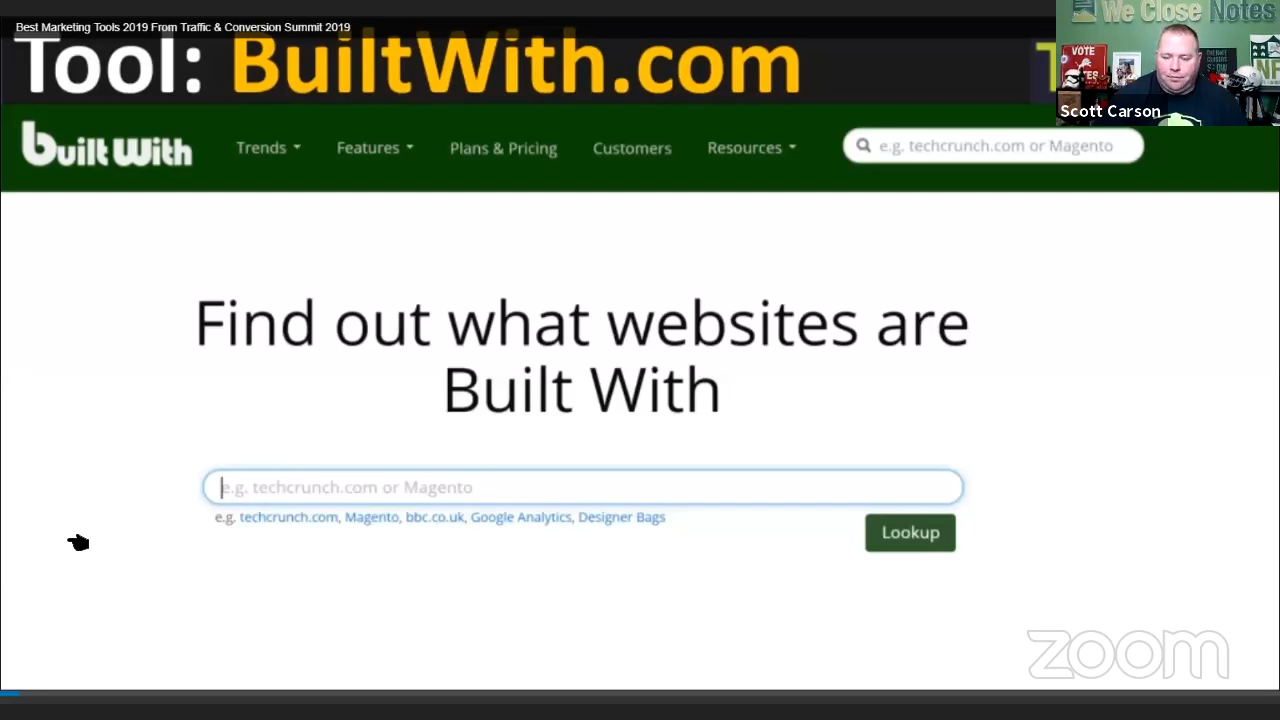 Best Marketing Tools 2019 From Traffic & Conversion Summit 2019
We Close Notes
Tool: BuiltWith.com
VOTE
Scott Carson
built With
Trends
Features
Plans & Pricing
Customers
Resources
e.g. techcrunch.com or Magento
Find out what websites are
Built With
e.g. techcrunch.com or Magento
e.g. techcrunch.com, Magento, bbc.co.uk, Google Analytics, Designer Bags
Lookup
zoom